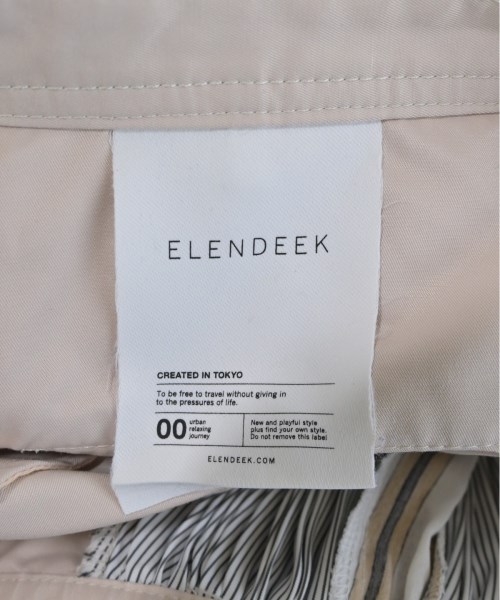 ELENDEEK
CREATED IN TOKYO
To be free to travel without giving in
to the pressures of life.
00
urban
relaxing
journey
New and playful style
plus find your own style.
Do not remove this label
ELENDEEK.COM